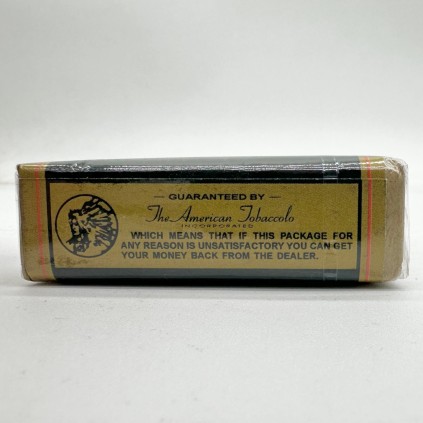 — GUARANTEED BY —
The American Tobaccolo
INCORPORATED
WHICH MEANS THAT IF THIS PACKAGE FOR
ANY REASON IS UNSATISFACTORY YOU CAN GET
YOUR MONEY BACK FROM THE DEALER.